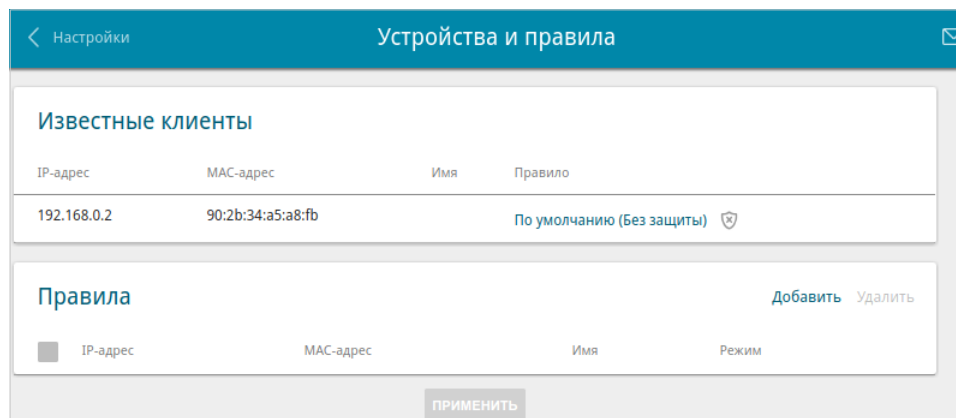 Настройки
Устройства и правила
Известные клиенты
IP-адрес MAC-адрес Имя Правило
192.168.0.2 90:2b:34:a5:a8:fb По умолчанию (Без защиты)
Правила Добавить Удалить
IP-адрес MAC-адрес Имя Режим
ПРИМЕНИТЬ